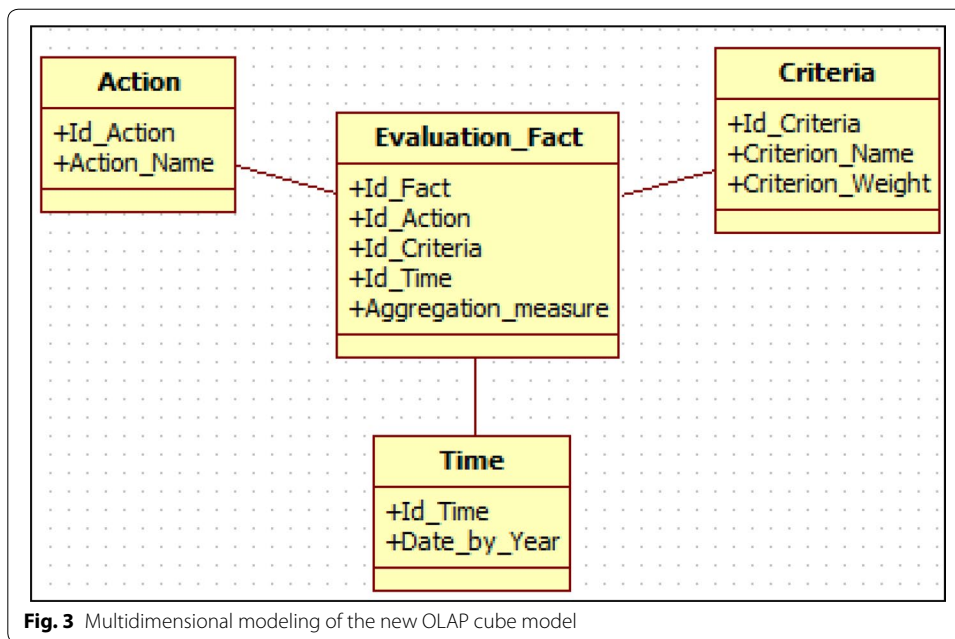 Action
+Id_Action
+Action_Name
Evaluation_Fact
+Id_Fact
+Id_Action
+Id_Criteria
+Id_Time
+Aggregation_measure
Criteria
+Id_Criteria
+Criterion_Name
+Criterion_Weight
Time
+Id_Time
+Date_by_Year
Fig. 3 Multidimensional modeling of the new OLAP cube model